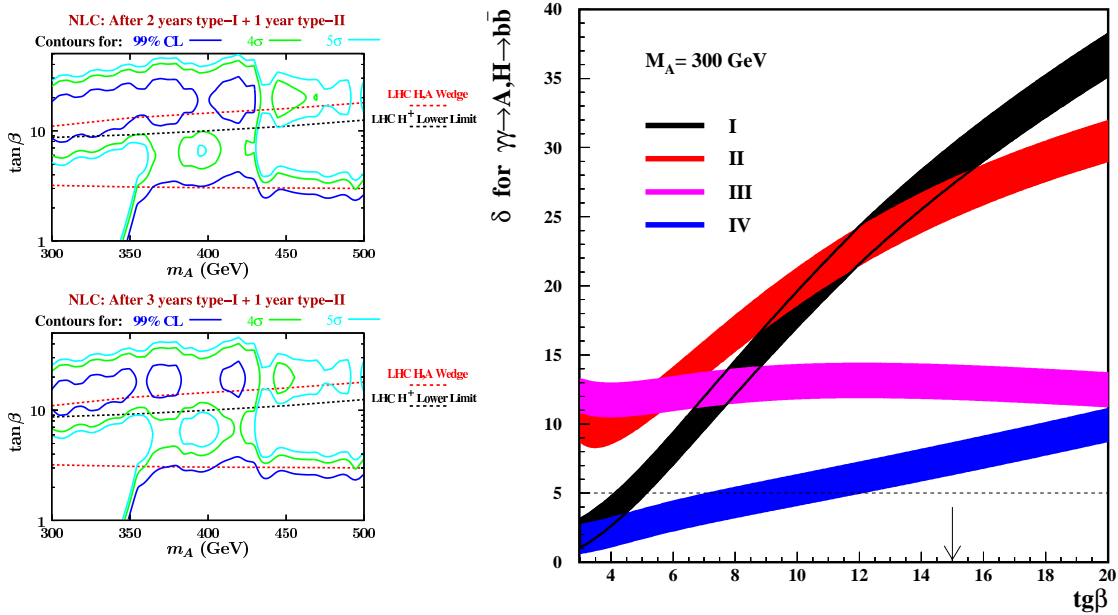 NLC: After 2 years type-I + 1 year type-II
Contours for: 99% CL 4σ 5σ
LHC H,A Wedge
LHC H⁺ Lower Limit
tanβ
10
1
300 350 400 450 500
m_A (GeV)
NLC: After 3 years type-I + 1 year type-II
Contours for: 99% CL 4σ 5σ
LHC H,A Wedge
LHC H⁺ Lower Limit
tanβ
10
1
300 350 400 450 500
m_A (GeV)
δ for γγ→A,H→bb̄
40
35
30
25
20
15
10
5
0
M_A= 300 GeV
I
II
III
IV
4 6 8 10 12 14 16 18 20
tgβ